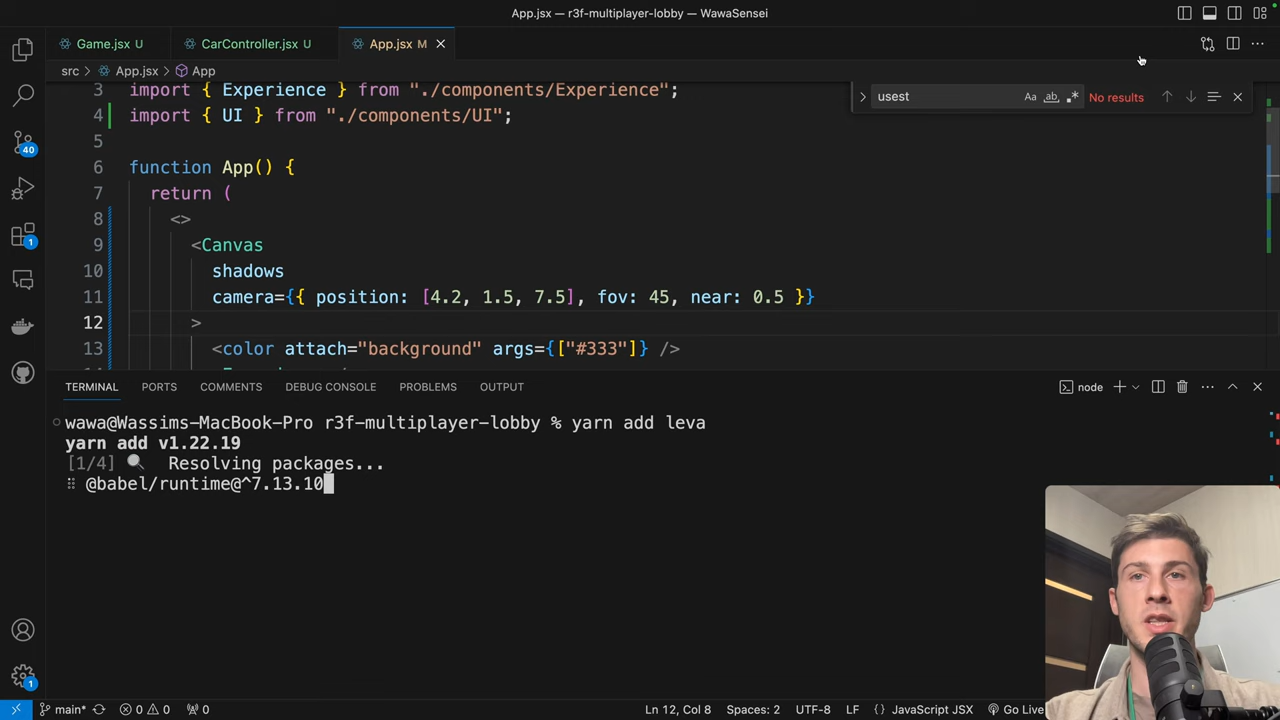 App.jsx — r3f-multiplayer-lobby — WawaSensei
Game.jsx U
CarController.jsx U
App.jsx M
src > App.jsx > App
usest
Aa
ab
No results
3 import { Experience } from "./components/Experience";
4 import { UI } from "./components/UI";
5
6 function App() {
7 return (
8 <>
9 <Canvas
10 shadows
11 camera={{ position: [4.2, 1.5, 7.5], fov: 45, near: 0.5 }}
12 >
13 <color attach="background" args={["#333"]} />
40
1
TERMINAL PORTS COMMENTS DEBUG CONSOLE PROBLEMS OUTPUT
node
wawa@Wassims-MacBook-Pro r3f-multiplayer-lobby % yarn add leva
yarn add v1.22.19
[1/4] 🔍 Resolving packages...
⠿ @babel/runtime@^7.13.10
1
main* 0 0 0
Ln 12, Col 8 Spaces: 2 UTF-8 LF {} JavaScript JSX Go Live